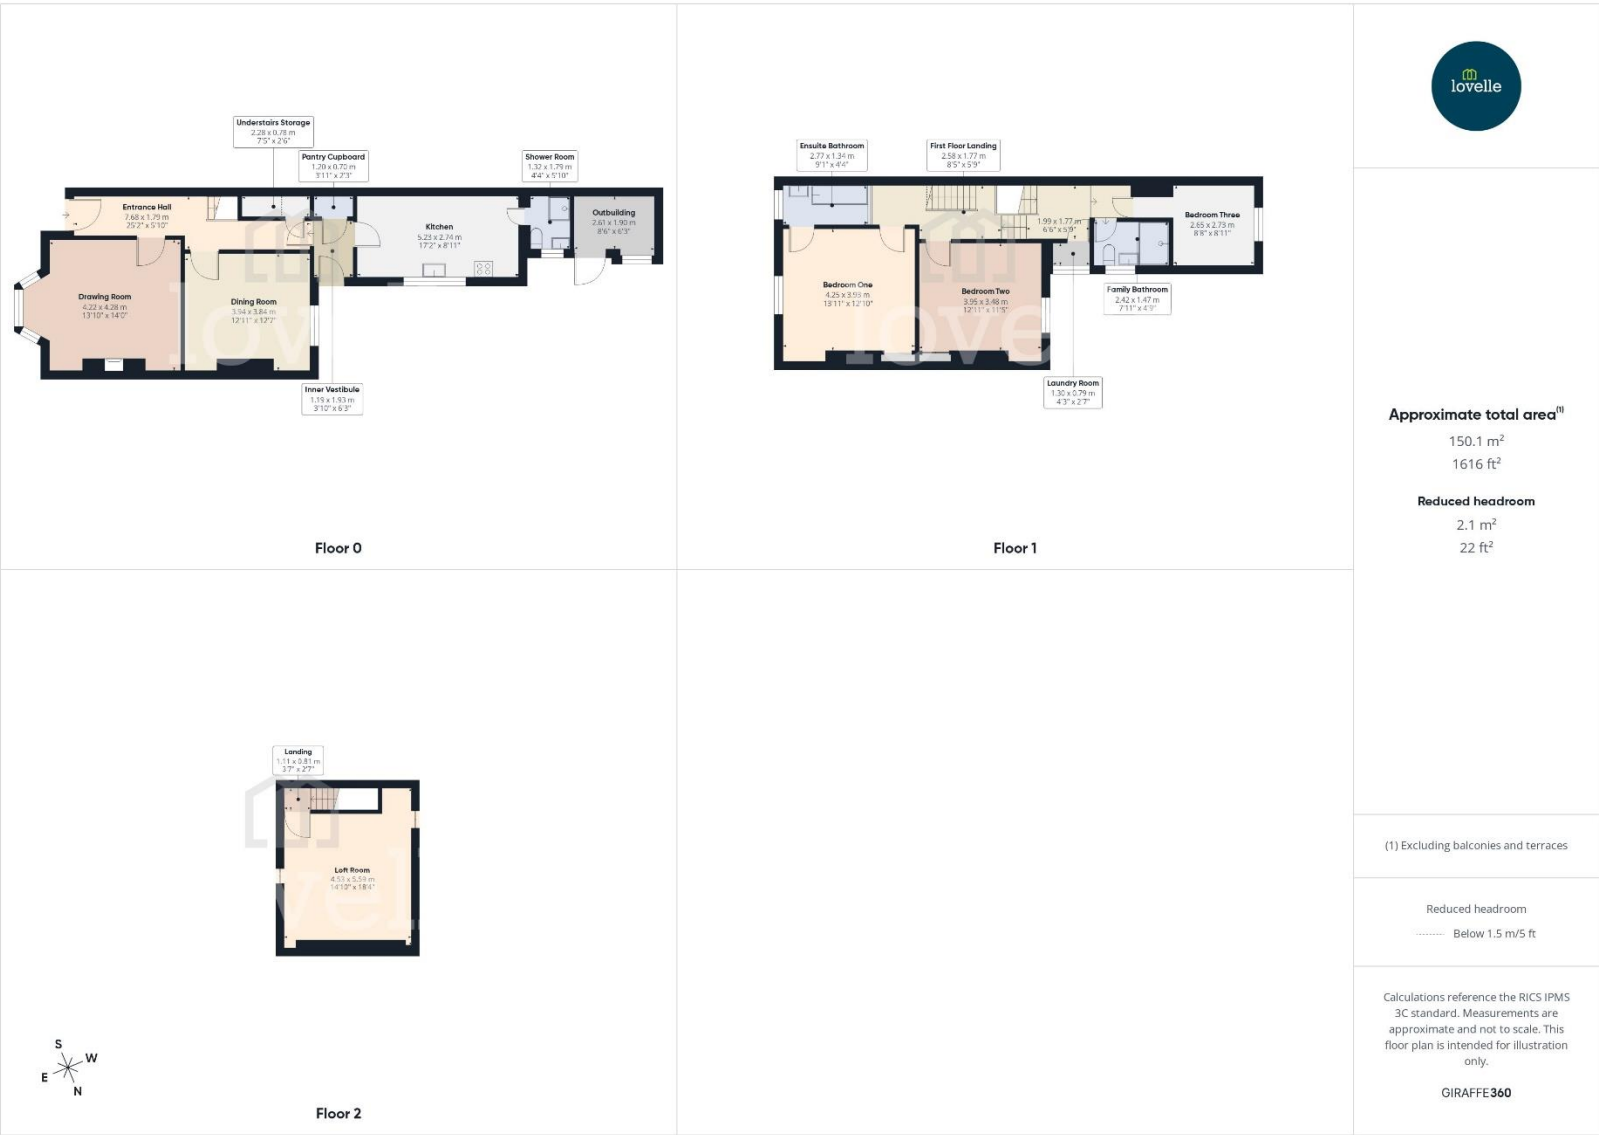 Understairs Storage
2.28 x 0.78 m
7'5" x 2'6"
Pantry Cupboard
1.20 x 0.70 m
3'11" x 2'3"
Shower Room
1.32 x 1.79 m
4'4" x 5'10"
Entrance Hall
7.68 x 1.79 m
25'2" x 5'10"
Kitchen
5.23 x 2.74 m
17'2" x 8'11"
Outbuilding
2.61 x 1.90 m
8'6" x 6'3"
Drawing Room
4.22 x 4.28 m
13'10" x 14'0"
Dining Room
3.94 x 3.84 m
12'11" x 12'7"
Inner Vestibule
1.19 x 1.93 m
3'10" x 6'3"
Floor 0
Ensuite Bathroom
2.77 x 1.34 m
9'1" x 4'4"
First Floor Landing
2.58 x 1.77 m
8'5" x 5'9"
1.99 x 1.77 m
6'6" x 5'9"
Bedroom Three
2.65 x 2.73 m
8'8" x 8'11"
Bedroom One
4.25 x 3.93 m
13'11" x 12'10"
Bedroom Two
3.95 x 3.48 m
12'11" x 11'5"
Family Bathroom
2.42 x 1.47 m
7'11" x 4'9"
Laundry Room
1.30 x 0.79 m
4'3" x 2'7"
Floor 1
Landing
1.11 x 0.81 m
3'7" x 2'7"
Loft Room
4.53 x 5.59 m
14'10" x 18'4"
S
W
E
N
Floor 2
lovelle
Approximate total area(1)
150.1 m²
1616 ft²
Reduced headroom
2.1 m²
22 ft²
(1) Excluding balconies and terraces
Reduced headroom
Below 1.5 m/5 ft
Calculations reference the RICS IPMS
3C standard. Measurements are
approximate and not to scale. This
floor plan is intended for illustration
only.
GIRAFFE360